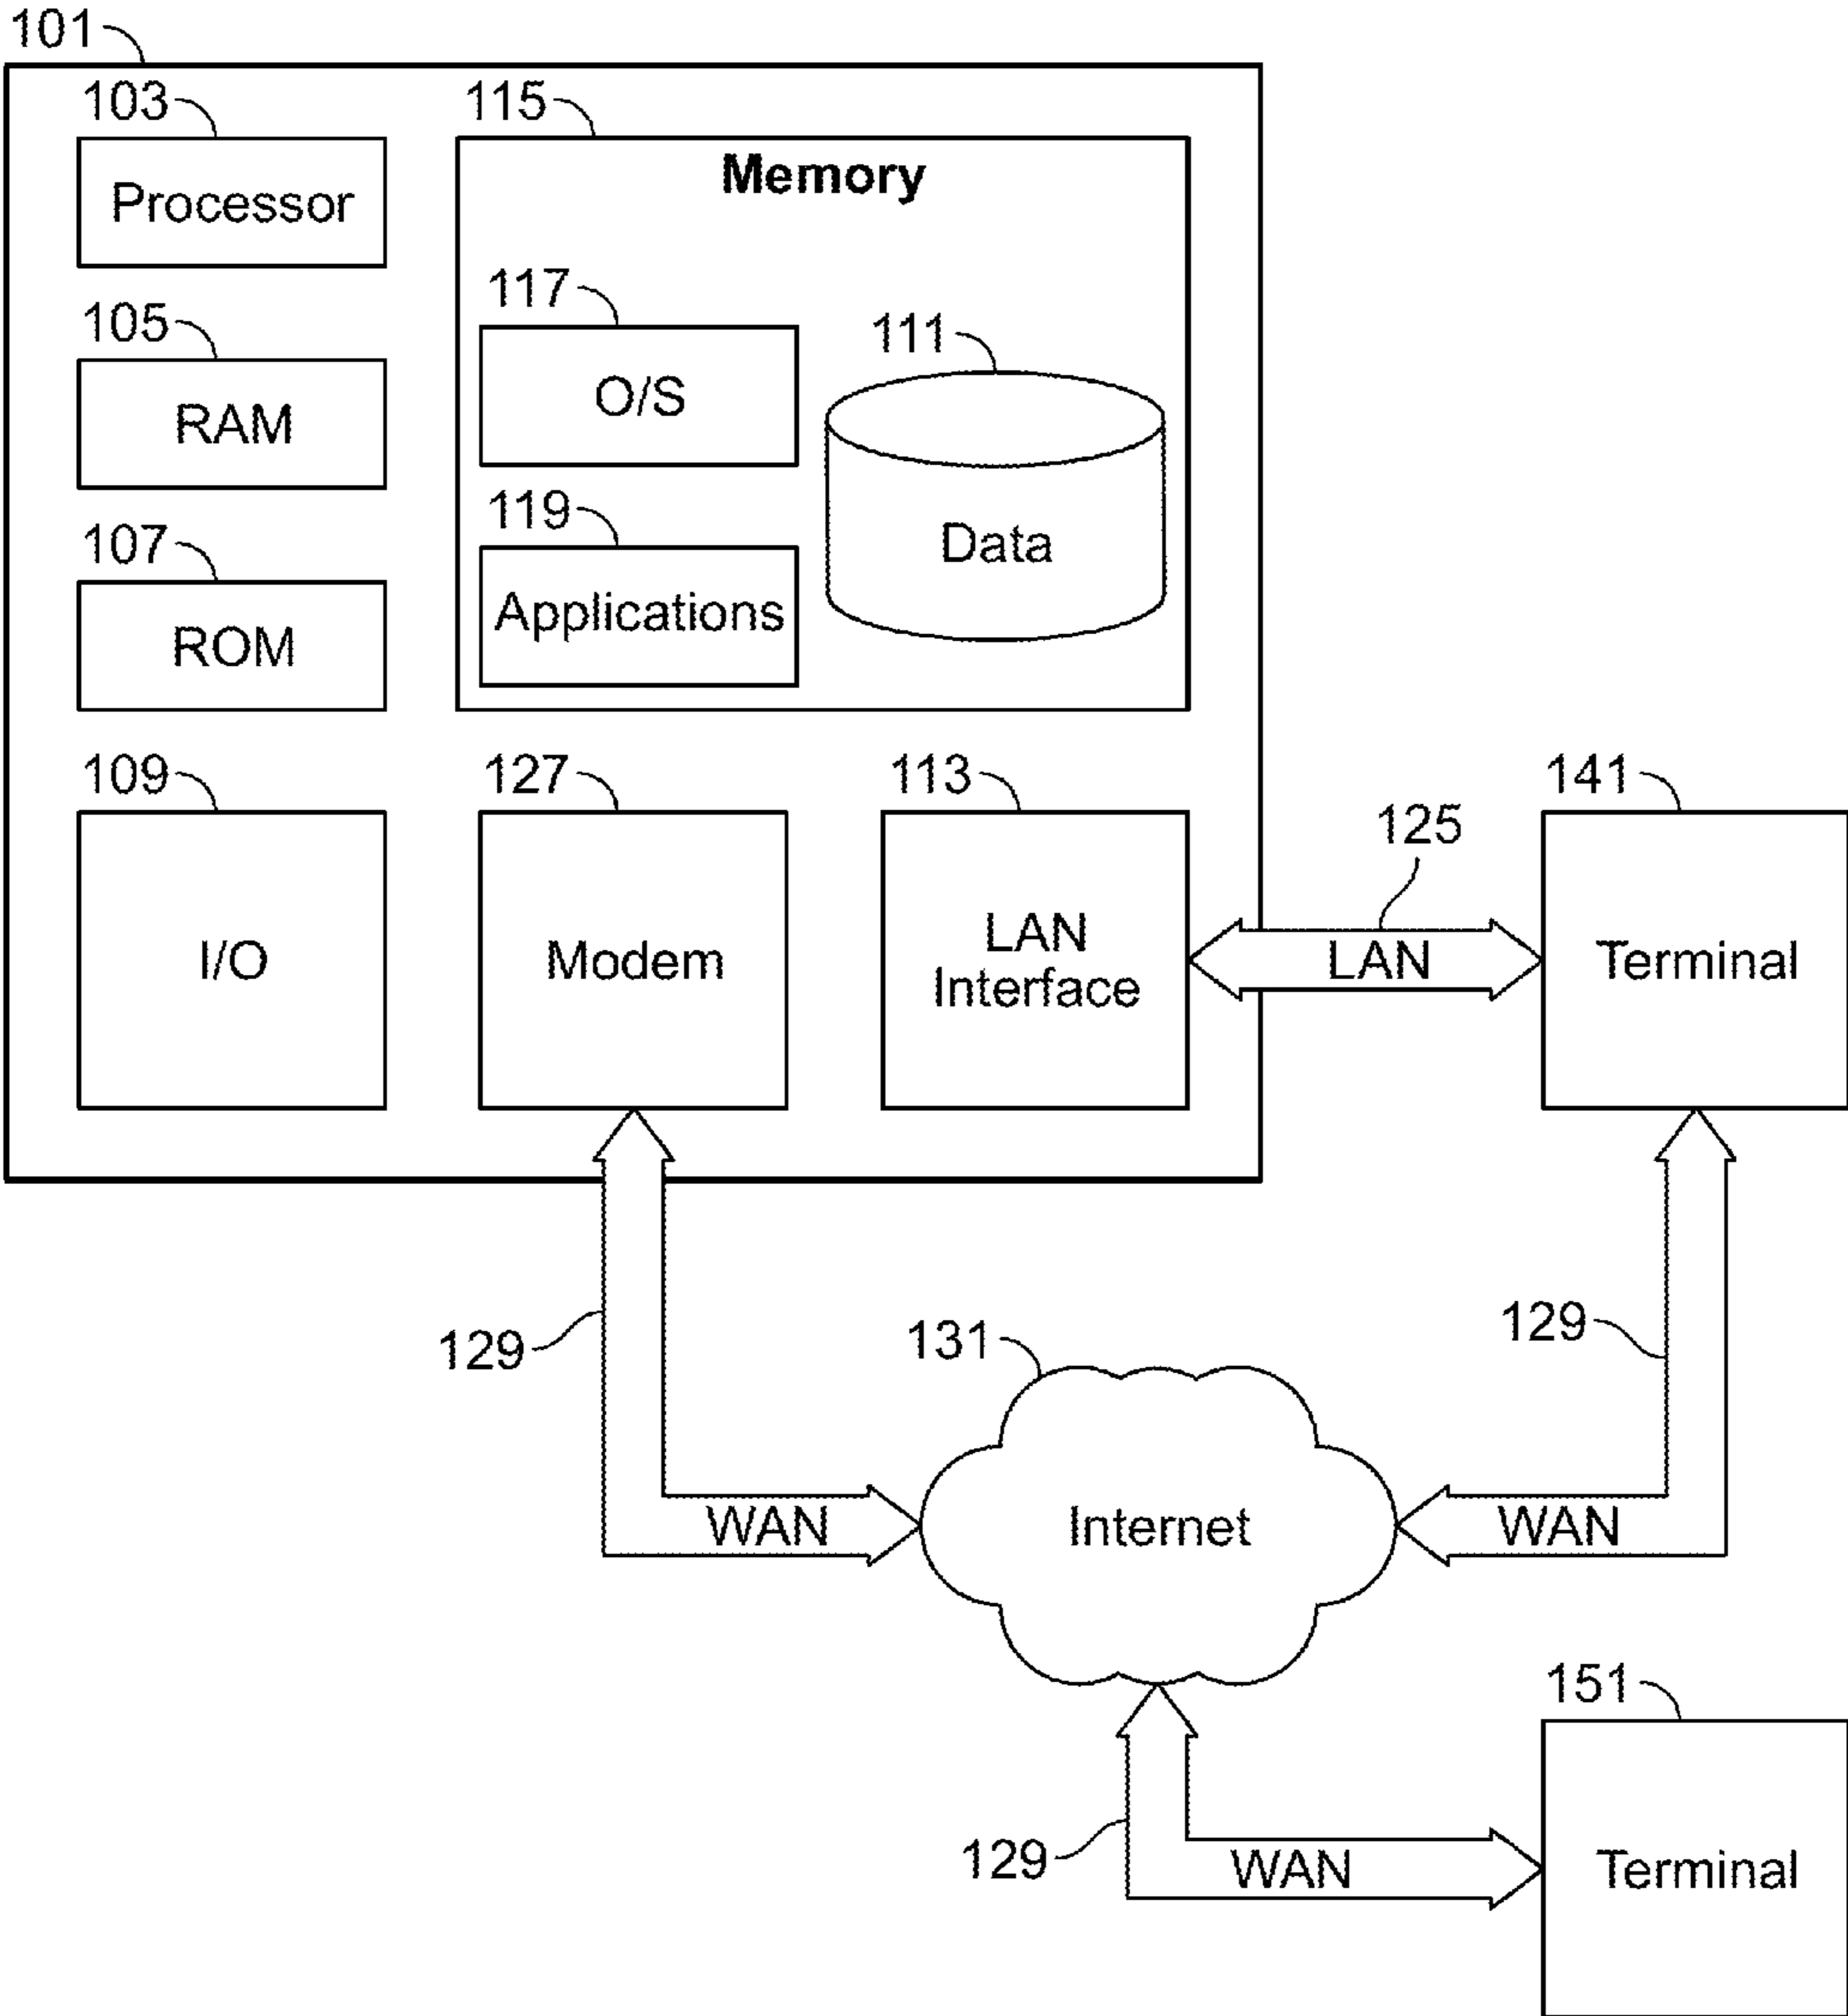 101
103
Processor
105
RAM
107
ROM
115
Memory
117
O/S
111
Data
119
Applications
109
I/O
127
Modem
113
LAN
Interface
125
LAN
141
Terminal
129
WAN
131
Internet
129
WAN
129
WAN
151
Terminal